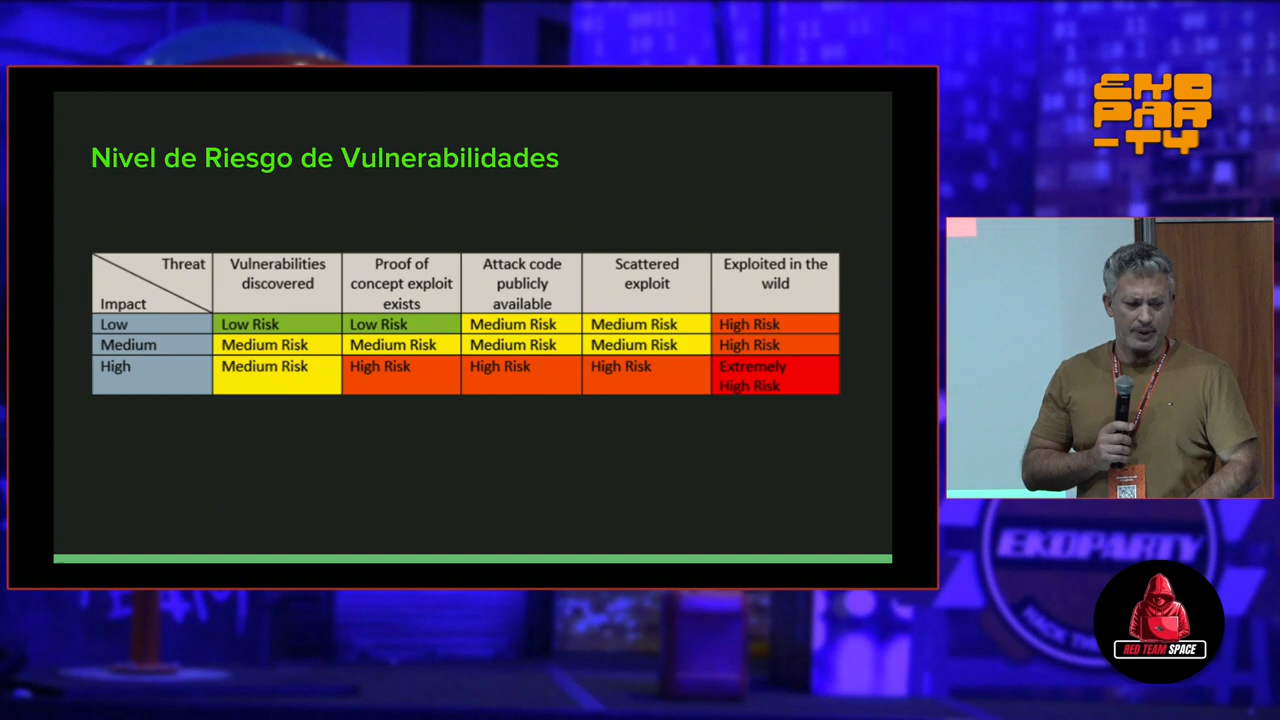 Nivel de Riesgo de Vulnerabilidades
Threat
Impact
Vulnerabilities
discovered
Proof of
concept exploit
exists
Attack code
publicly
available
Scattered
exploit
Exploited in the
wild
Low
Low Risk
Low Risk
Medium Risk
Medium Risk
High Risk
Medium
Medium Risk
Medium Risk
Medium Risk
Medium Risk
High Risk
High
Medium Risk
High Risk
High Risk
High Risk
Extremely
High Risk
EKO
PAR
-TY
EKOPARTY
RED TEAM SPACE